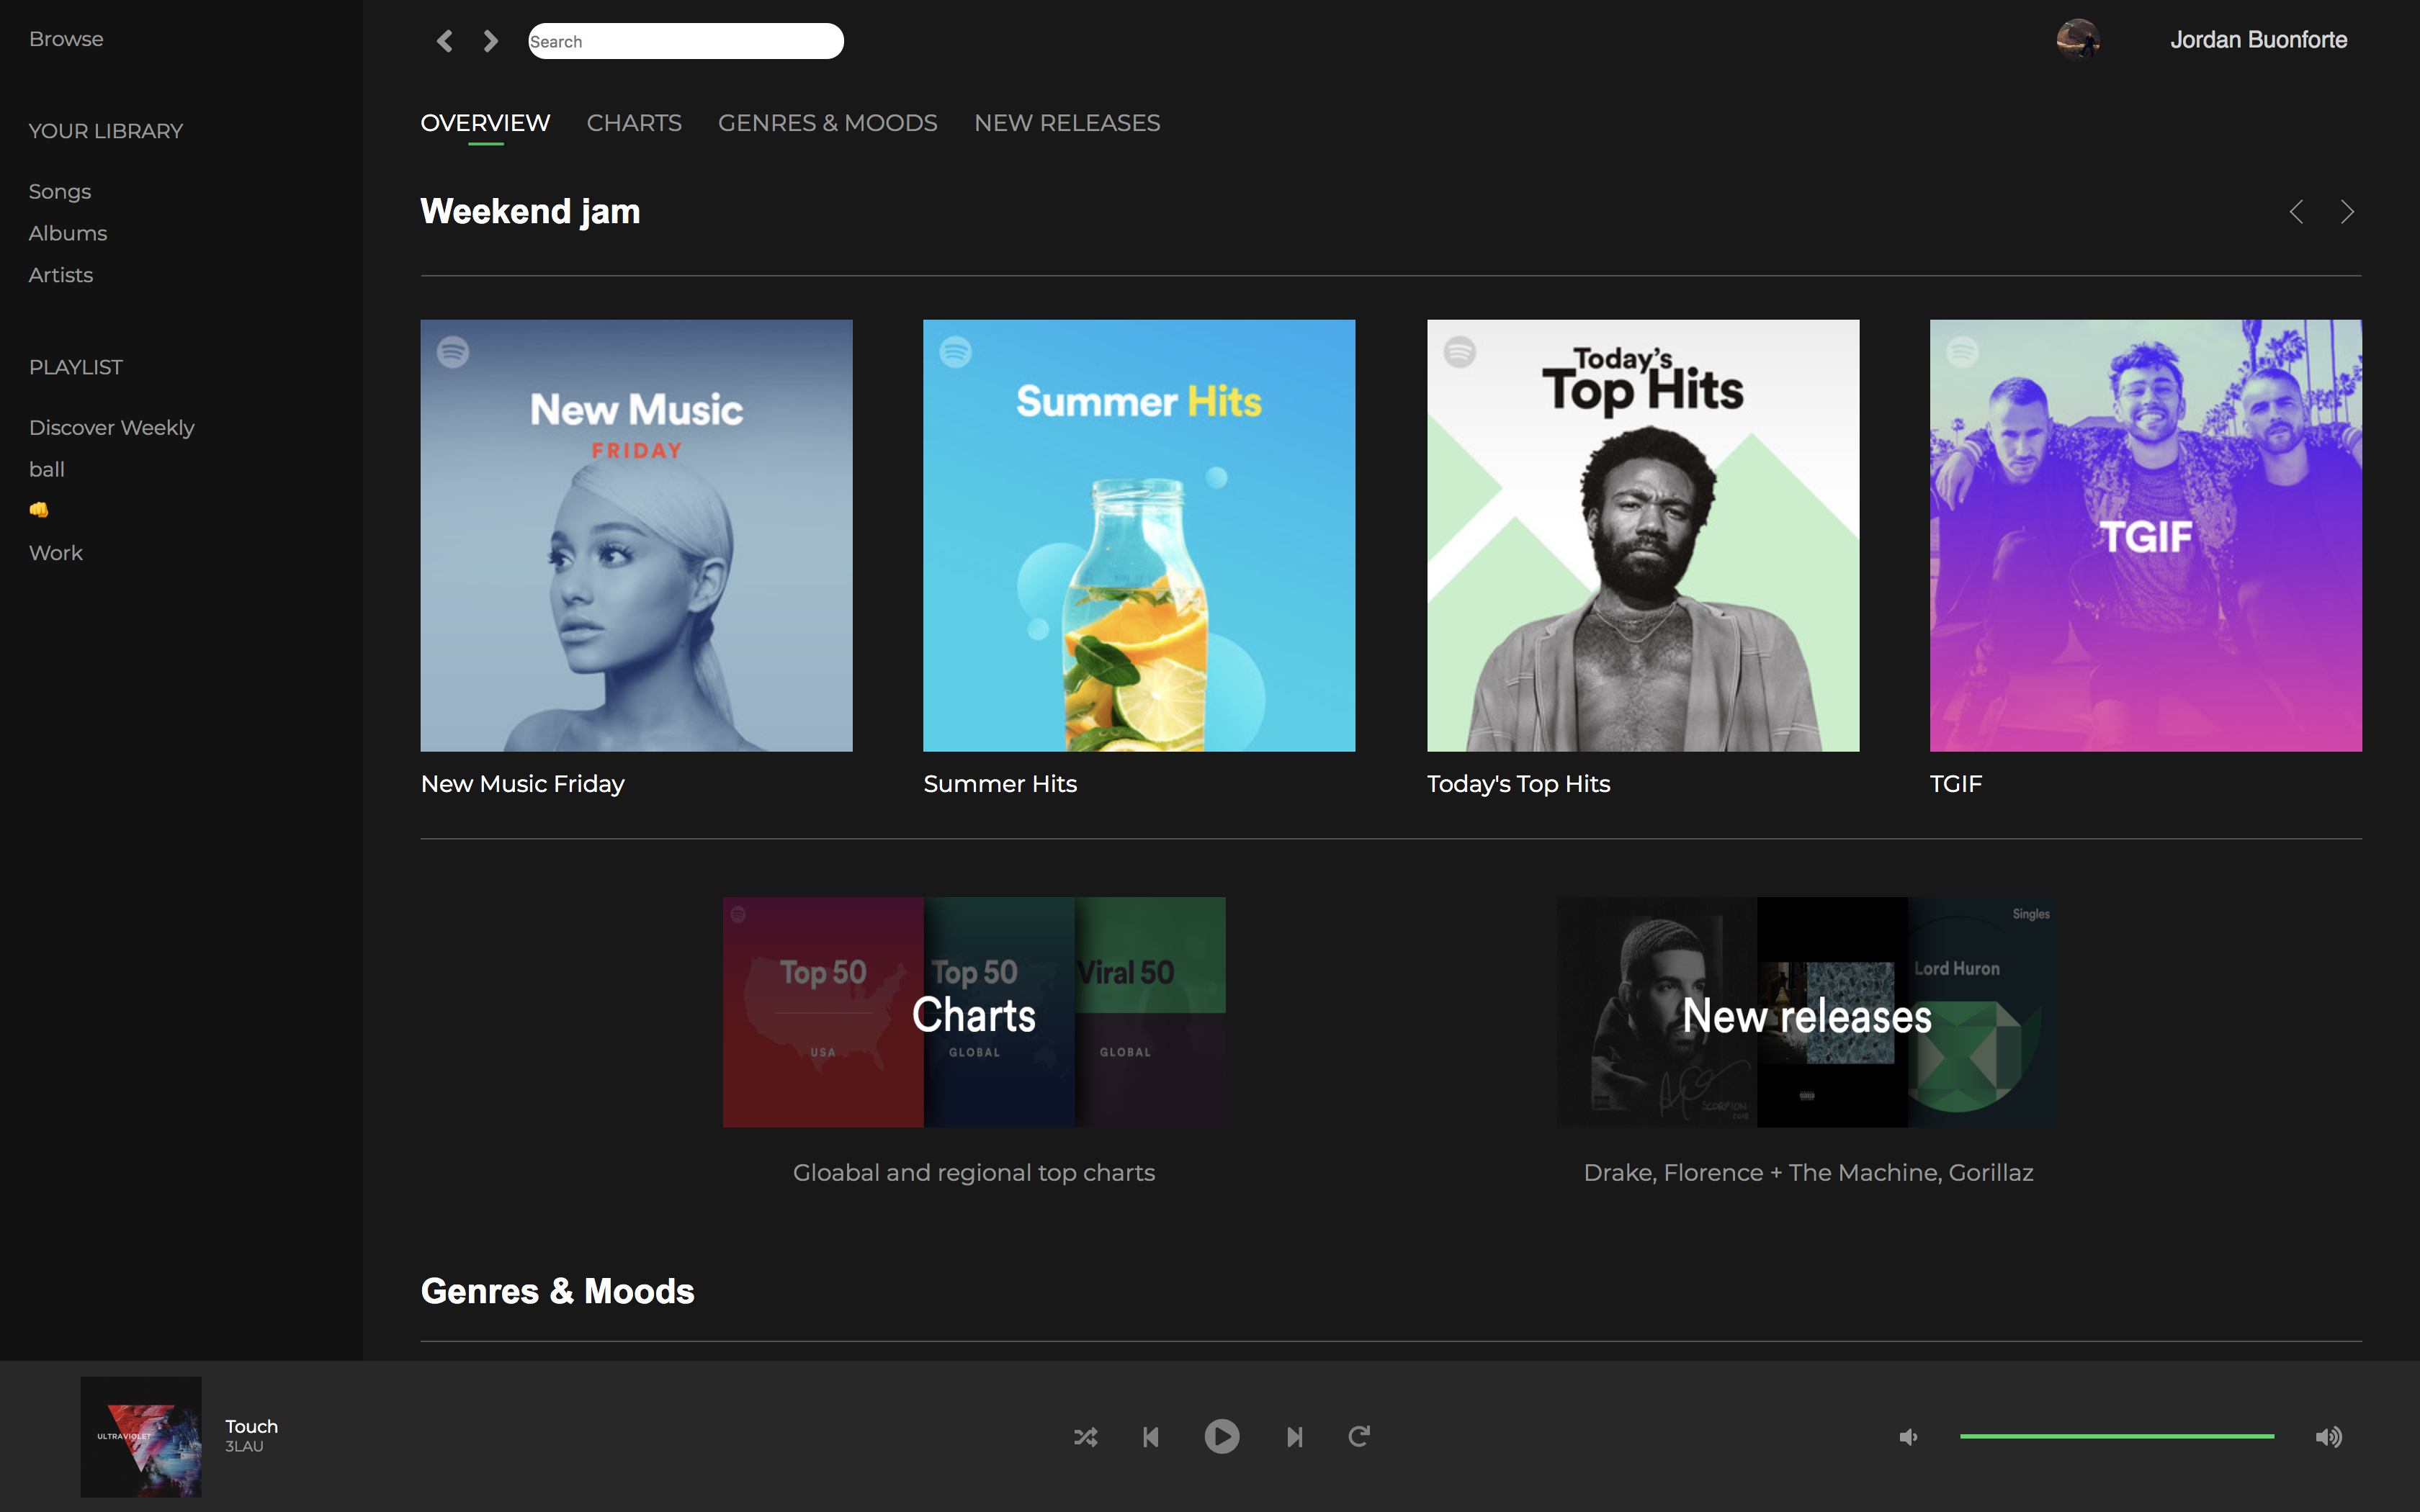 Browse
YOUR LIBRARY
Songs
Albums
Artists
PLAYLIST
Discover Weekly
ball
👊
Work
Search
Jordan Buonforte
OVERVIEW CHARTS GENRES & MOODS NEW RELEASES
Weekend jam
New Music
FRIDAY
Summer Hits
Today's
Top Hits
TGIF
New Music Friday
Summer Hits
Today's Top Hits
TGIF
Top 50
USA
Top 50
GLOBAL
Viral 50
GLOBAL
Charts
Singles
Lord Huron
SCORPION
New releases
Gloabal and regional top charts
Drake, Florence + The Machine, Gorillaz
Genres & Moods
ULTRAVIOLET
Touch
3LAU